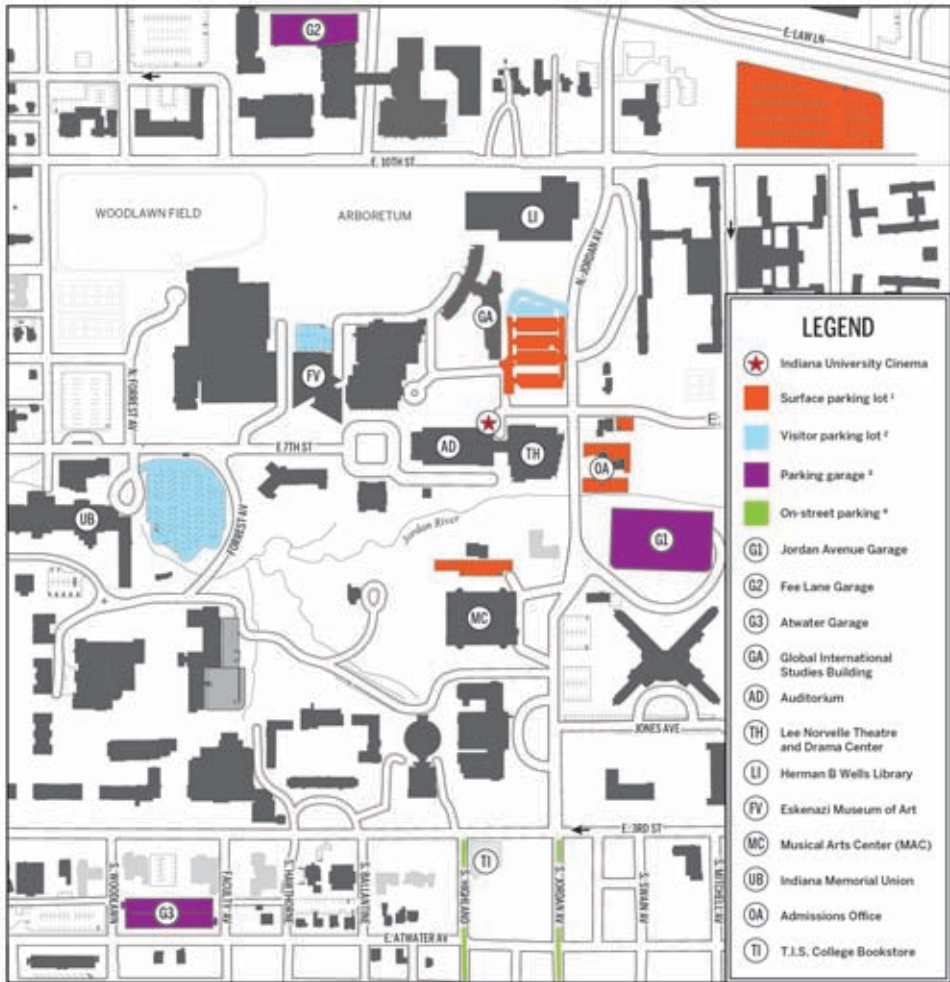 G2
E. LAW LN
E. 10TH ST
WOODLAWN FIELD
ARBORETUM
LI
N. JORDAN AV
GA
N. FORREST AV
FV
E. 7TH ST
AD
TH
E.
OA
UB
FORREST AV
Jordan River
G1
MC
JONES AVE
E. 3RD ST
S. WOODLAWN
FACULTY AV
S. HAWTHORNE
S. BALLANTINE
S. HIGHLAND
TI
S. JORDAN AV
S. SWAIN AV
S. MITCHELL AV
G3
E. ATWATER AV
LEGEND
Indiana University Cinema
Surface parking lot ¹
Visitor parking lot ²
Parking garage ³
On-street parking ⁴
G1 Jordan Avenue Garage
G2 Fee Lane Garage
G3 Atwater Garage
GA Global International
Studies Building
AD Auditorium
TH Lee Norvelle Theatre
and Drama Center
LI Herman B Wells Library
FV Eskenazi Museum of Art
MC Musical Arts Center (MAC)
UB Indiana Memorial Union
OA Admissions Office
TI T.I.S. College Bookstore